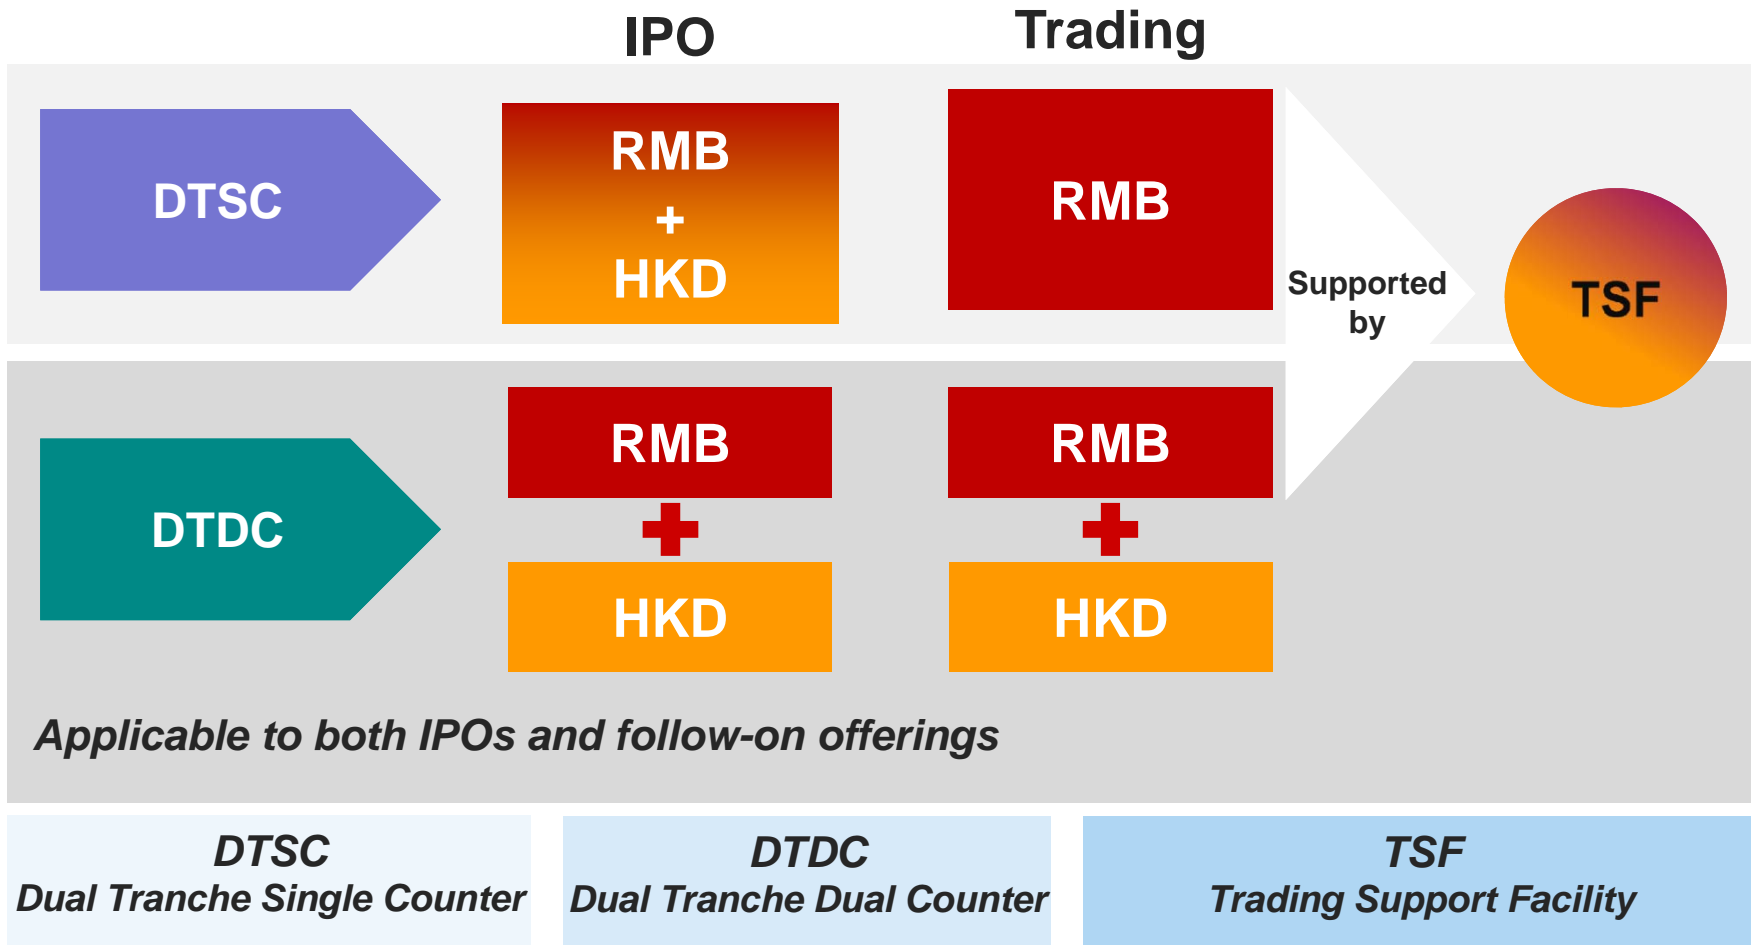 IPO
Trading
DTSC
RMB
+
HKD
RMB
Supported
by
TSF
DTDC
RMB
HKD
RMB
HKD
Applicable to both IPOs and follow-on offerings
DTSC
Dual Tranche Single Counter
DTDC
Dual Tranche Dual Counter
TSF
Trading Support Facility